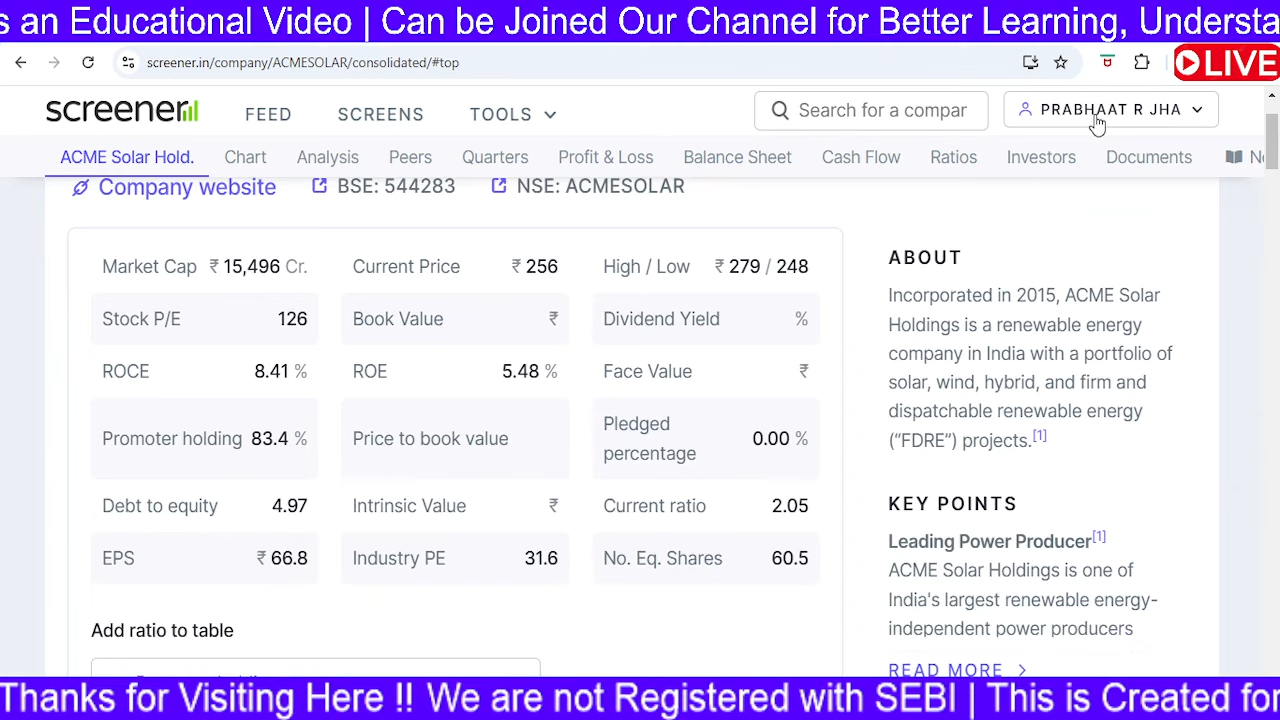 s an Educational Video | Can be Joined Our Channel for Better Learning, Understa
screener.in/company/ACMESOLAR/consolidated/#top
LIVE
screener
FEED
SCREENS
TOOLS
Search for a compar
PRABHAAT R JHA
ACME Solar Hold.
Chart
Analysis
Peers
Quarters
Profit & Loss
Balance Sheet
Cash Flow
Ratios
Investors
Documents
Company website
BSE: 544283
NSE: ACMESOLAR
Market Cap ₹ 15,496 Cr.
Current Price ₹ 256
High / Low ₹ 279 / 248
Stock P/E 126
Book Value ₹
Dividend Yield %
ROCE 8.41 %
ROE 5.48 %
Face Value ₹
Promoter holding 83.4 %
Price to book value
Pledged
percentage 0.00 %
Debt to equity 4.97
Intrinsic Value ₹
Current ratio 2.05
EPS ₹ 66.8
Industry PE 31.6
No. Eq. Shares 60.5
Add ratio to table
ABOUT
Incorporated in 2015, ACME Solar
Holdings is a renewable energy
company in India with a portfolio of
solar, wind, hybrid, and firm and
dispatchable renewable energy
(“FDRE”) projects.[1]
KEY POINTS
Leading Power Producer[1]
ACME Solar Holdings is one of
India's largest renewable energy-
independent power producers
READ MORE
Thanks for Visiting Here !! We are not Registered with SEBI | This is Created for